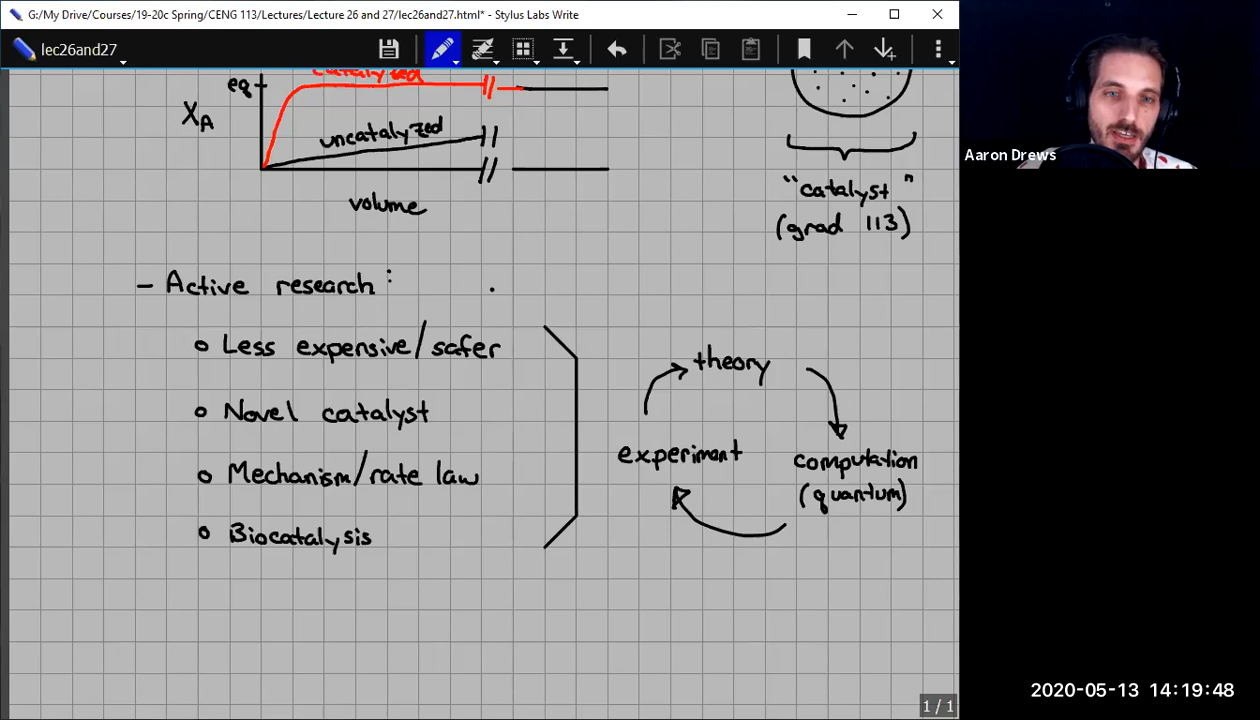 G:/My Drive/Courses/19-20c Spring/CENG 113/Lectures/Lecture 26 and 27/lec26and27.html* - Stylus Labs Write
lec26and27
catalyzed
eq
X_A
uncatalyzed
volume
Aaron Drews
"catalyst"
(grad 113)
- Active research:
o Less expensive/safer
o Novel catalyst
o Mechanism/rate law
o Biocatalysis
theory
experiment
computation
(quantum)
1 / 1
2020-05-13 14:19:48